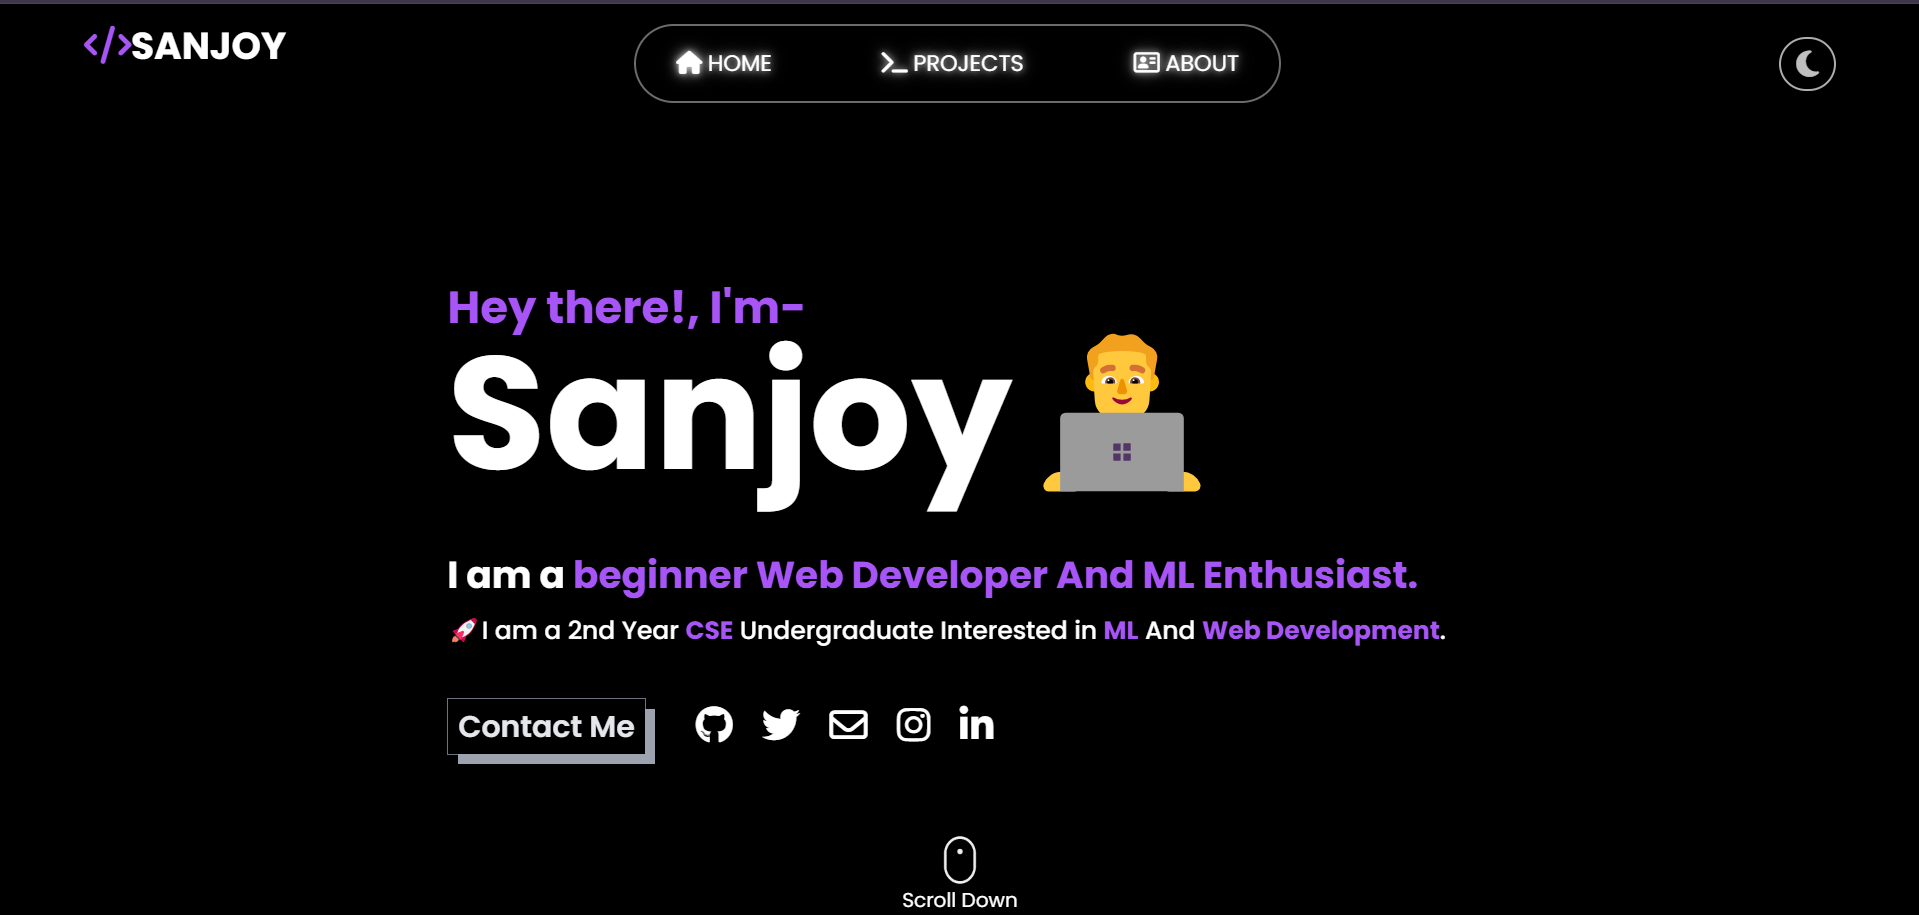 </>SANJOY
HOME
PROJECTS
ABOUT
Hey there!, I'm-
Sanjoy
I am a beginner Web Developer And ML Enthusiast.
🚀I am a 2nd Year CSE Undergraduate Interested in ML And Web Development.
Contact Me
in
Scroll Down